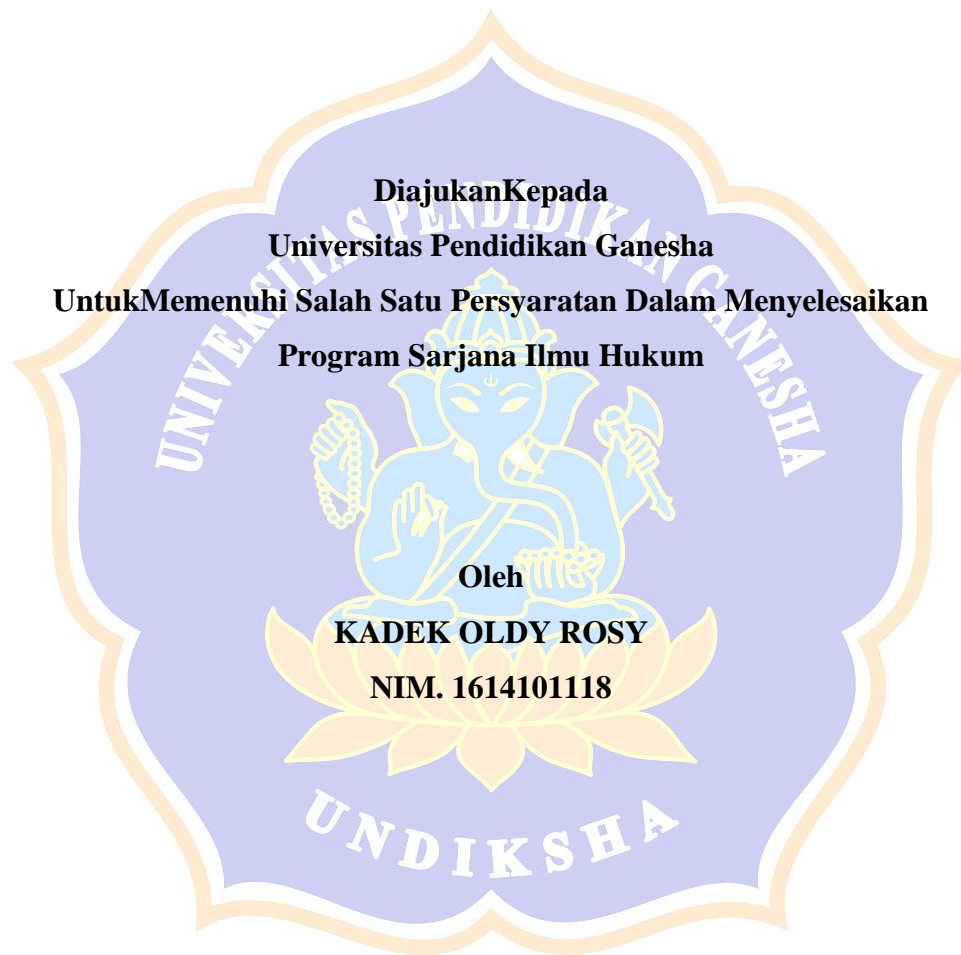 DiajukanKepada
Universitas Pendidikan Ganesha
UntukMemenuhi Salah Satu Persyaratan Dalam Menyelesaikan
Program Sarjana Ilmu Hukum
Oleh
KADEK OLDY ROSY
NIM. 1614101118
UNIVERSITAS PENDIDIKAN GANESHA
UNDIKSHA